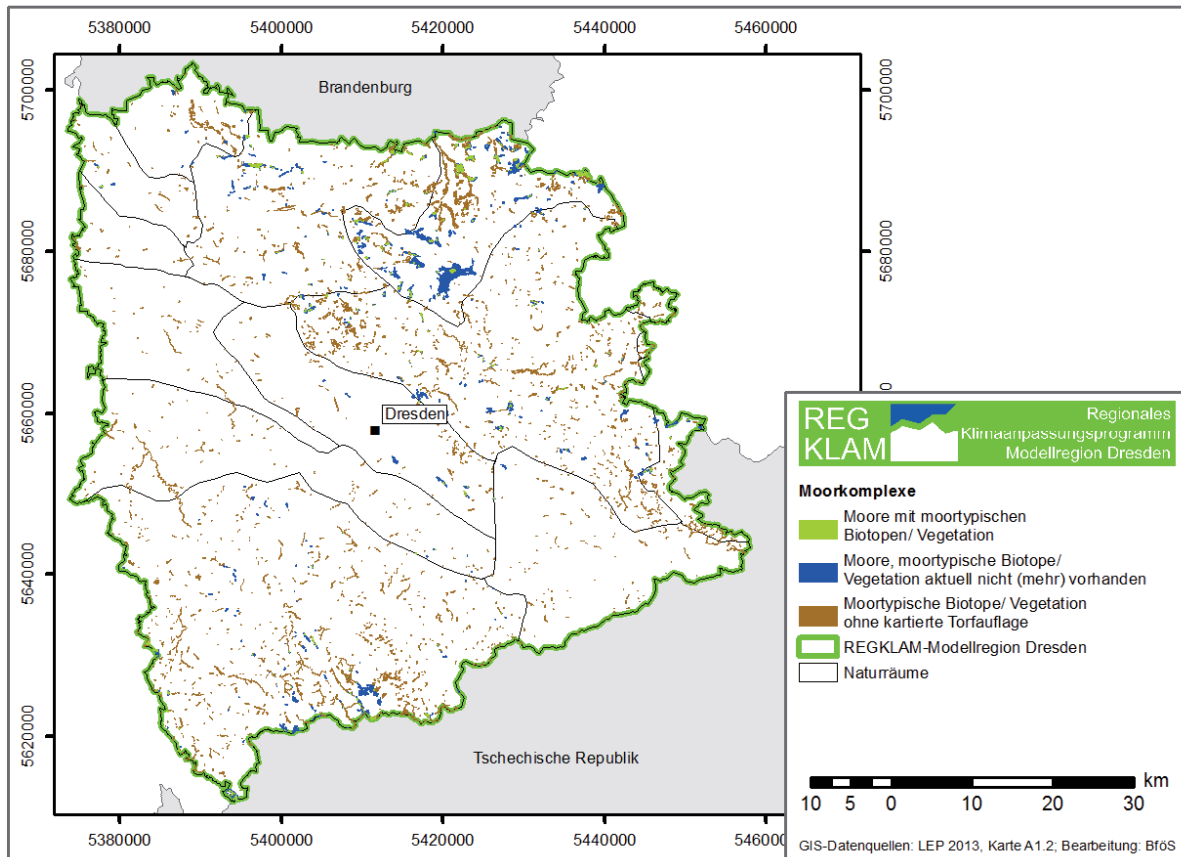 5380000 5400000 5420000 5440000 5460000
5700000
5680000
5660000
5640000
5620000
5700000
5680000
Brandenburg
Dresden
Tschechische Republik
5380000 5400000 5420000 5440000
REG
KLAM
Regionales
Klimaanpassungsprogramm
Modellregion Dresden
Moorkomplexe
Moore mit moortypischen
Biotopen/ Vegetation
Moore, moortypische Biotope/
Vegetation aktuell nicht (mehr) vorhanden
Moortypische Biotope/ Vegetation
ohne kartierte Torfauflage
REGKLAM-Modellregion Dresden
Naturräume
km
10 5 0 10 20 30
GIS-Datenquellen: LEP 2013, Karte A1.2; Bearbeitung: BföS